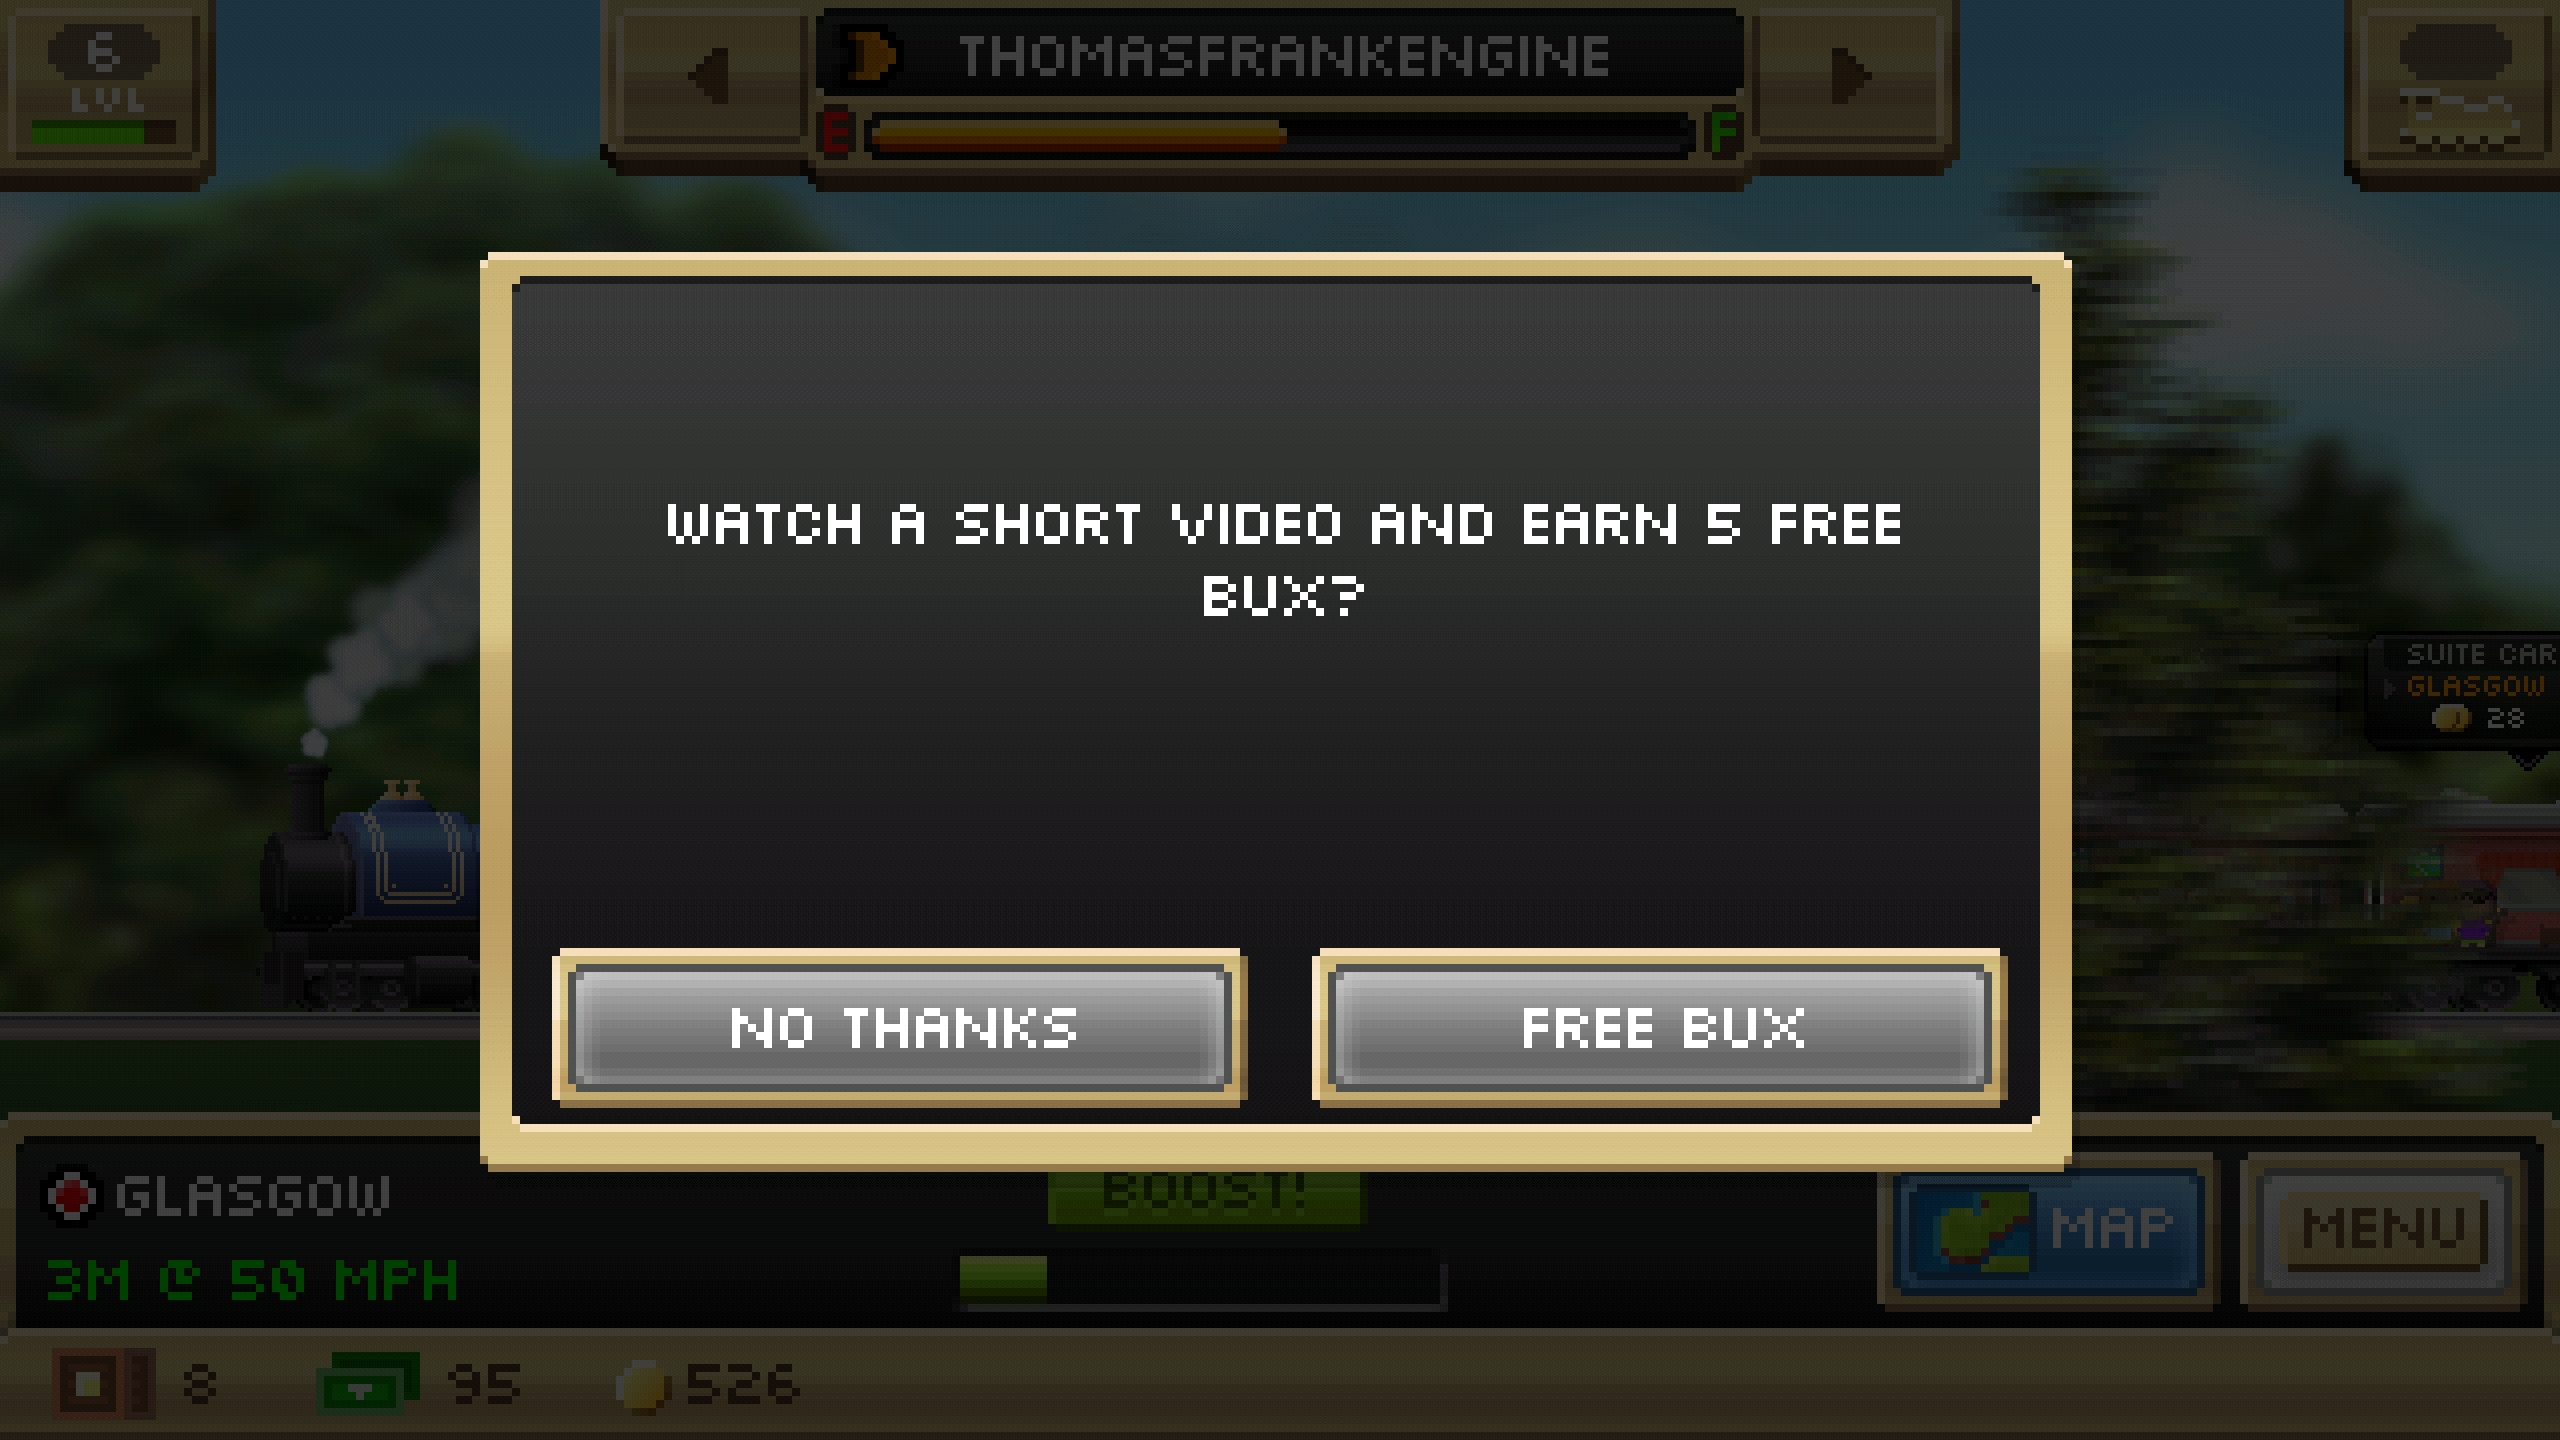 6
LVL
THOMASFRANKENGINE
E
F
WATCH A SHORT VIDEO AND EARN 5 FREE
BUX?
NO THANKS
FREE BUX
SUITE CAR
GLASGOW
28
GLASGOW
3M @ 50 MPH
BOOST!
MAP
MENU
8
95
526